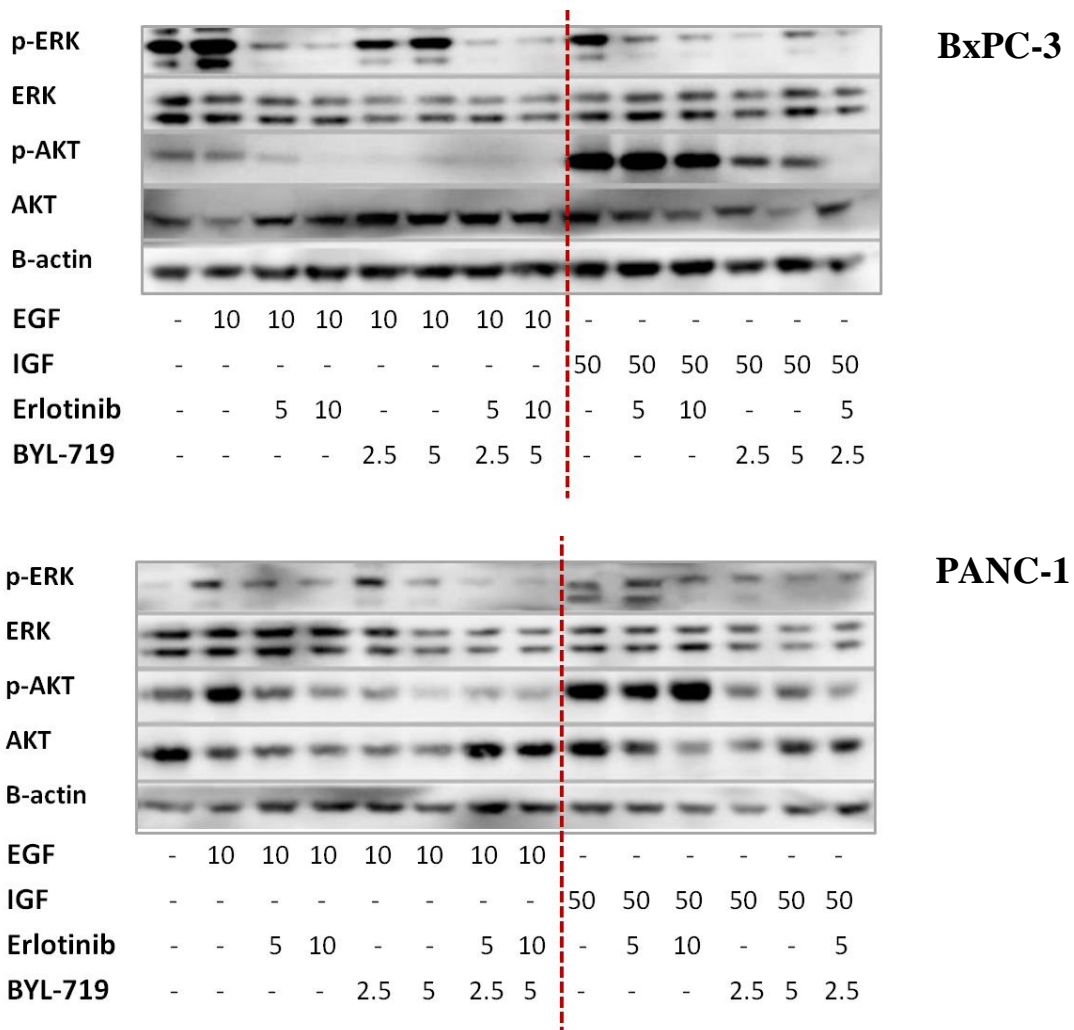 p-ERK
BxPC-3
ERK
p-AKT
AKT
B-actin
EGF - 10 10 10 10 10 10 10 - - - - - -
IGF - - - - - - - - 50 50 50 50 50 50
Erlotinib - - 5 10 - - 5 10 - 5 10 - - 5
BYL-719 - - - - 2.5 5 2.5 5 - - - 2.5 5 2.5
p-ERK
PANC-1
ERK
p-AKT
AKT
B-actin
EGF - 10 10 10 10 10 10 10 - - - - - -
IGF - - - - - - - - 50 50 50 50 50 50
Erlotinib - - 5 10 - - 5 10 - 5 10 - - 5
BYL-719 - - - - 2.5 5 2.5 5 - - - 2.5 5 2.5